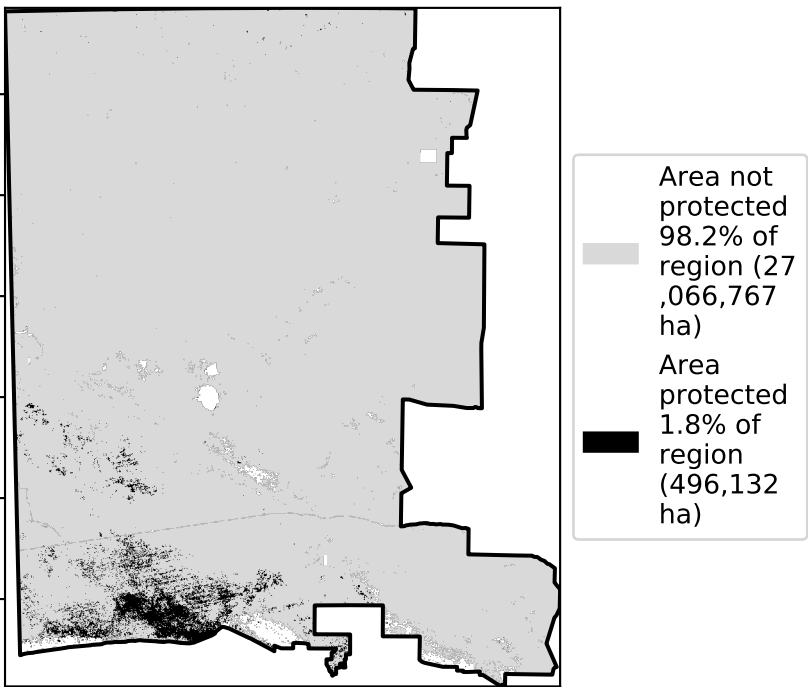 Area not
protected
98.2% of
region (27
,066,767
ha)
Area
protected
1.8% of
region
(496,132
ha)